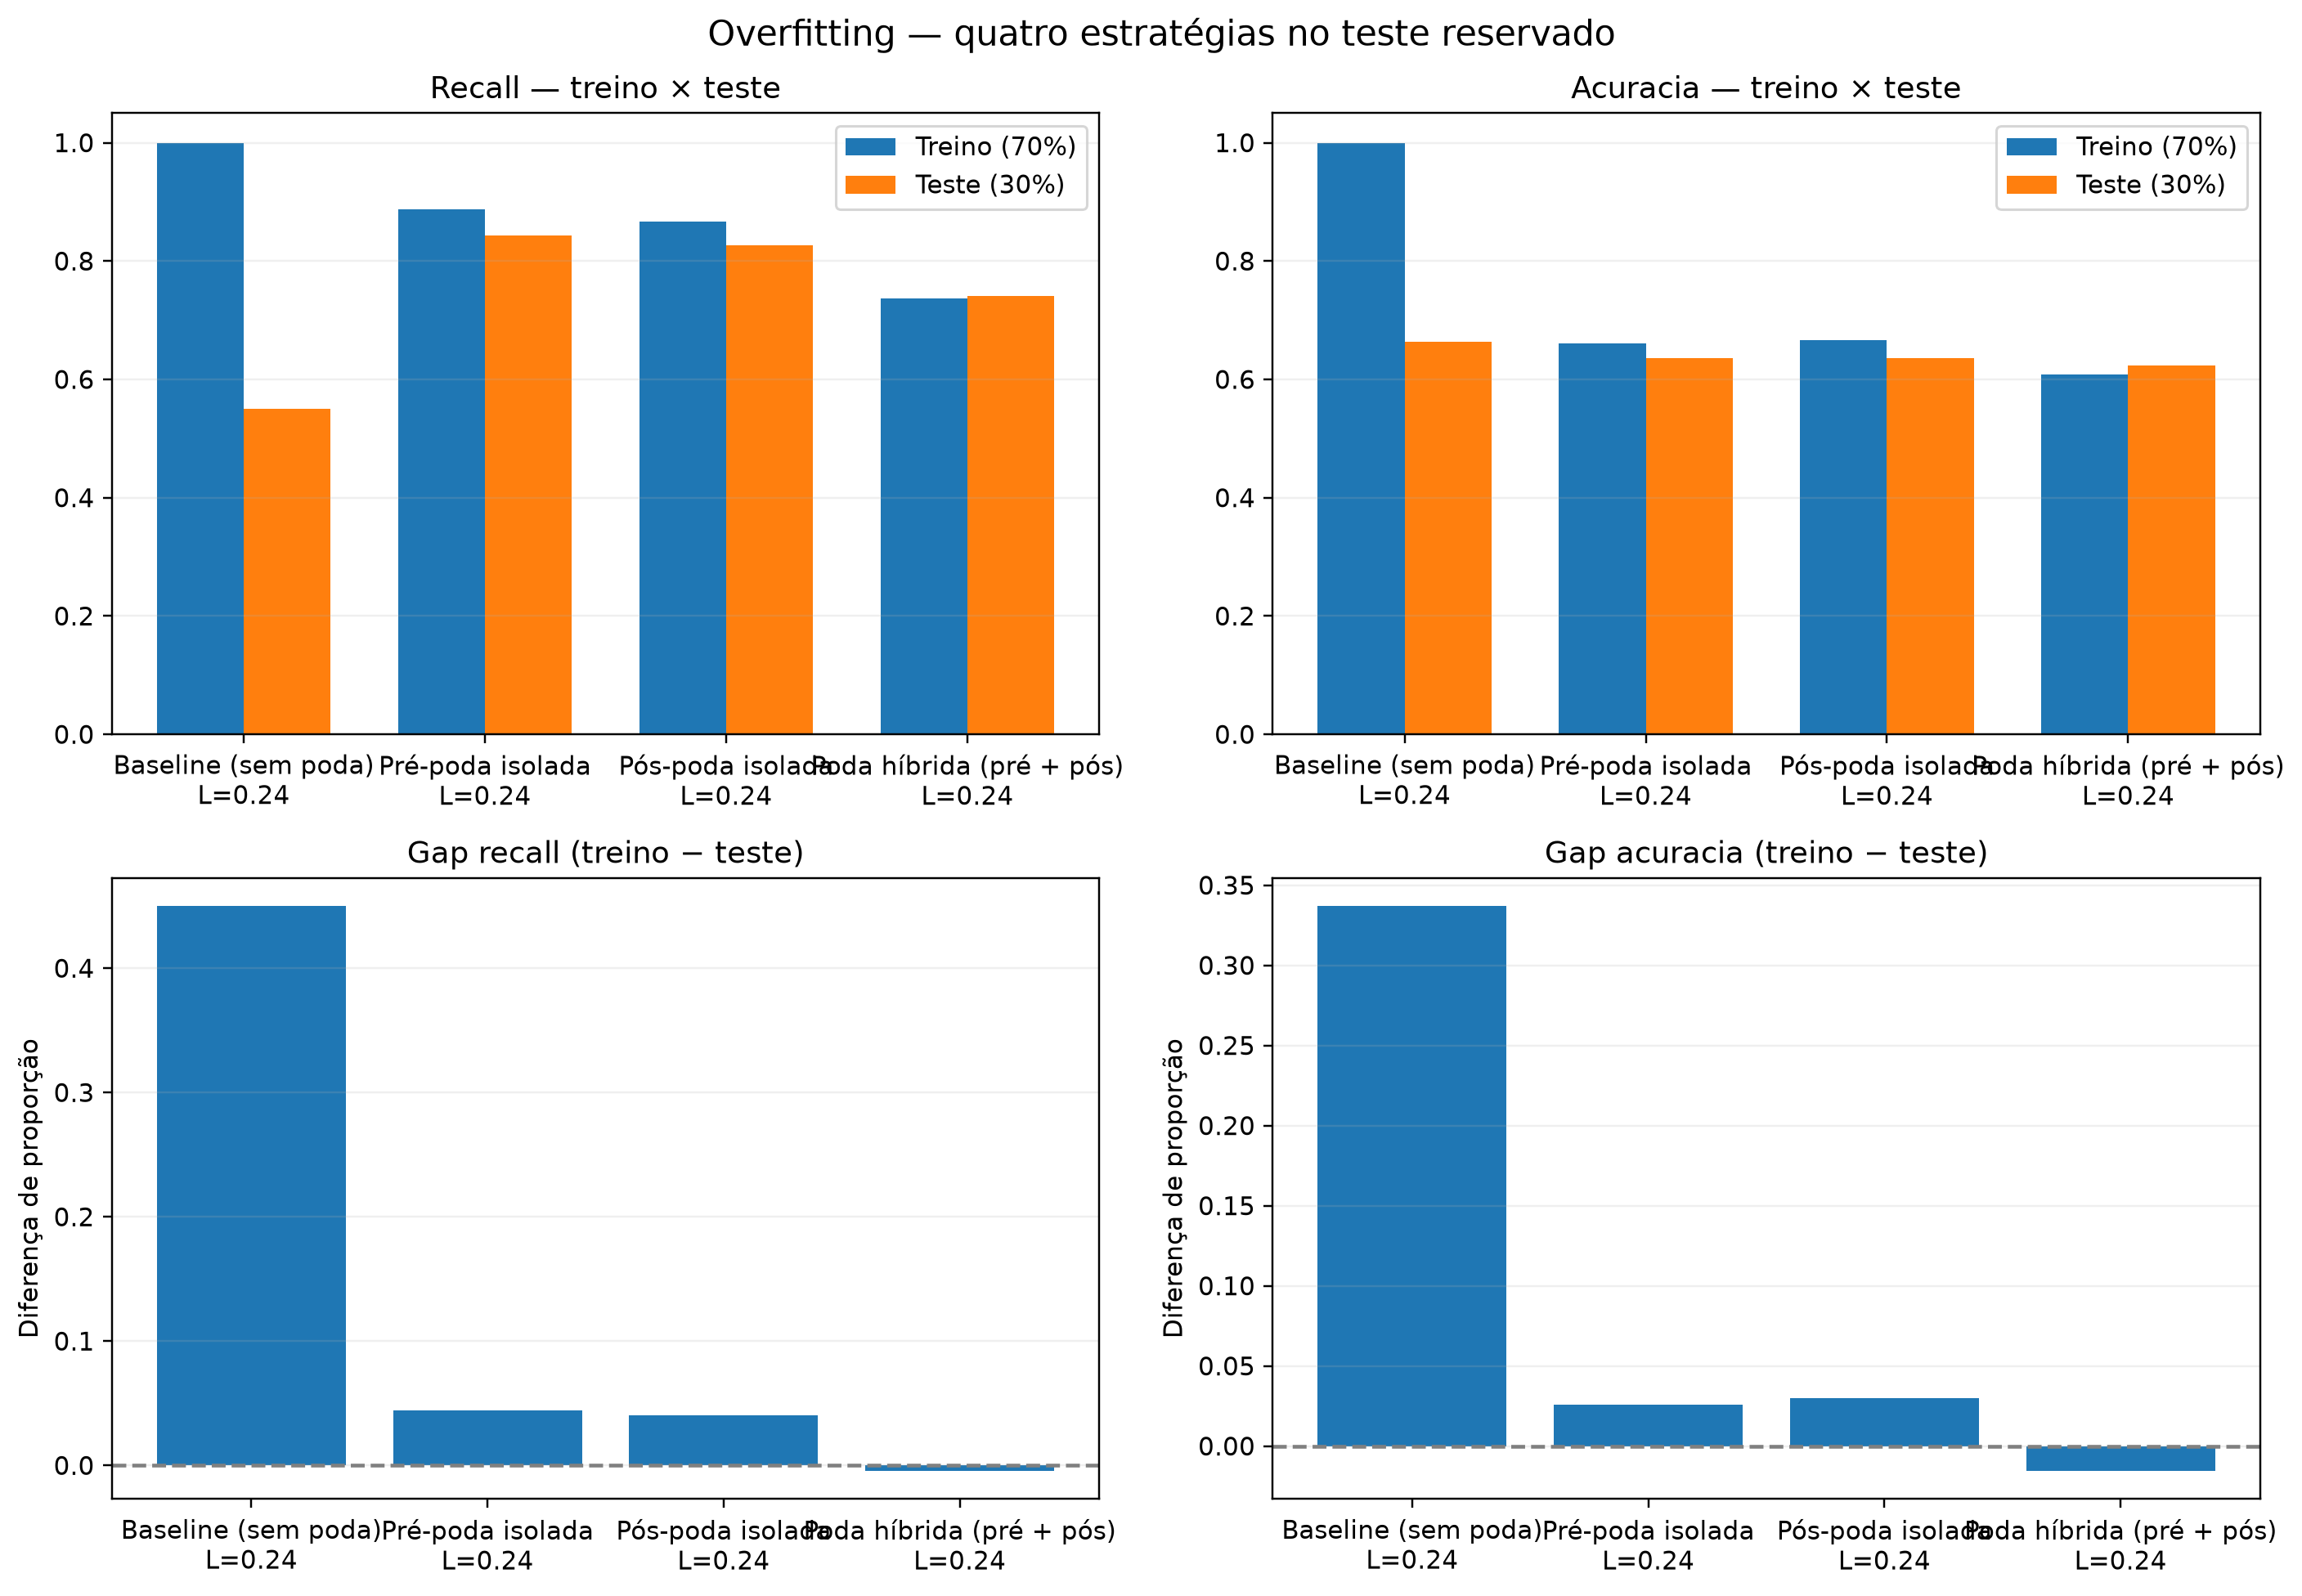 Overfitting — quatro estratégias no teste reservado
Recall — treino × teste
1.0
0.8
0.6
0.4
0.2
0.0
Treino (70%)
Teste (30%)
Baseline (sem poda)
L=0.24
Pré-poda isolada
L=0.24
Pós-poda isolada
L=0.24
Poda híbrida (pré + pós)
L=0.24
Acuracia — treino × teste
1.0
0.8
0.6
0.4
0.2
0.0
Treino (70%)
Teste (30%)
Baseline (sem poda)
L=0.24
Pré-poda isolada
L=0.24
Pós-poda isolada
L=0.24
Poda híbrida (pré + pós)
L=0.24
Gap recall (treino − teste)
Diferença de proporção
0.4
0.3
0.2
0.1
0.0
Baseline (sem poda)
L=0.24
Pré-poda isolada
L=0.24
Pós-poda isolada
L=0.24
Poda híbrida (pré + pós)
L=0.24
Gap acuracia (treino − teste)
Diferença de proporção
0.35
0.30
0.25
0.20
0.15
0.10
0.05
0.00
Baseline (sem poda)
L=0.24
Pré-poda isolada
L=0.24
Pós-poda isolada
L=0.24
Poda híbrida (pré + pós)
L=0.24